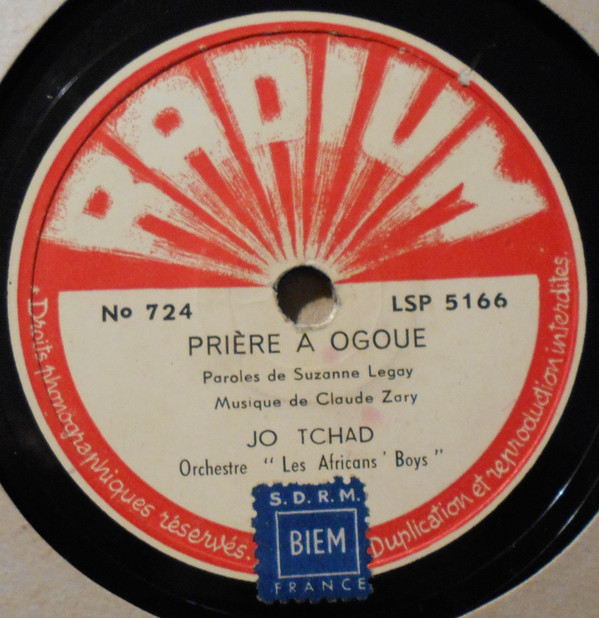 RADIUM
No 724
LSP 5166
PRIÈRE A OGOUE
Paroles de Suzanne Legay
Musique de Claude Zary
JO TCHAD
Orchestre "Les Africans' Boys"
Droits phonographiques réservés.
Duplication et reproduction interdites.
S.D.R.M.
BIEM
FRANCE